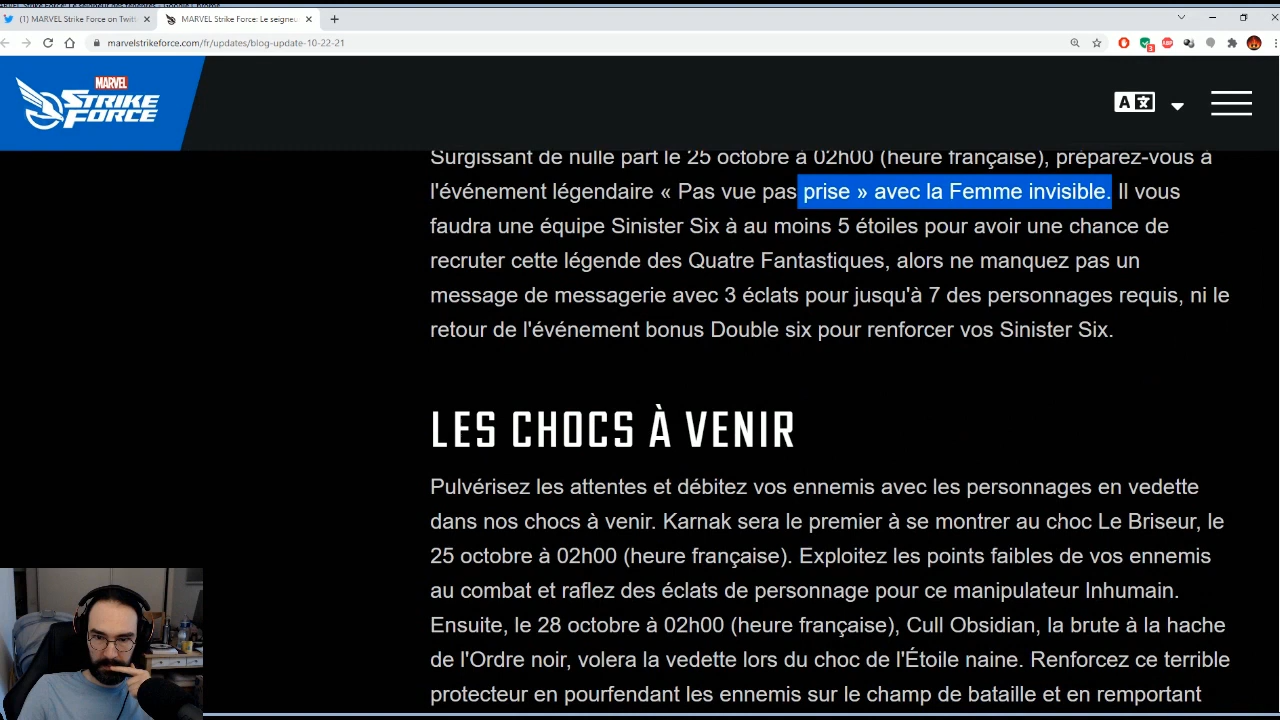 (1) MARVEL Strike Force on Twitt
MARVEL Strike Force: Le seigneu
marvelstrikeforce.com/fr/updates/blog-update-10-22-21
MARVEL
STRIKE
FORCE
Surgissant de nulle part le 25 octobre à 02h00 (heure française), préparez-vous à
l'événement légendaire « Pas vue pas prise » avec la Femme invisible. Il vous
faudra une équipe Sinister Six à au moins 5 étoiles pour avoir une chance de
recruter cette légende des Quatre Fantastiques, alors ne manquez pas un
message de messagerie avec 3 éclats pour jusqu'à 7 des personnages requis, ni le
retour de l'événement bonus Double six pour renforcer vos Sinister Six.
LES CHOCS À VENIR
Pulvérisez les attentes et débitez vos ennemis avec les personnages en vedette
dans nos chocs à venir. Karnak sera le premier à se montrer au choc Le Briseur, le
25 octobre à 02h00 (heure française). Exploitez les points faibles de vos ennemis
au combat et raflez des éclats de personnage pour ce manipulateur Inhumain.
Ensuite, le 28 octobre à 02h00 (heure française), Cull Obsidian, la brute à la hache
de l'Ordre noir, volera la vedette lors du choc de l'Étoile naine. Renforcez ce terrible
protecteur en pourfendant les ennemis sur le champ de bataille et en remportant